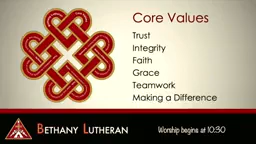 Core Values
Trust
Integrity
Faith
Grace
Teamwork
Making a Difference
BETHANY LUTHERAN
Worship begins at 10:30